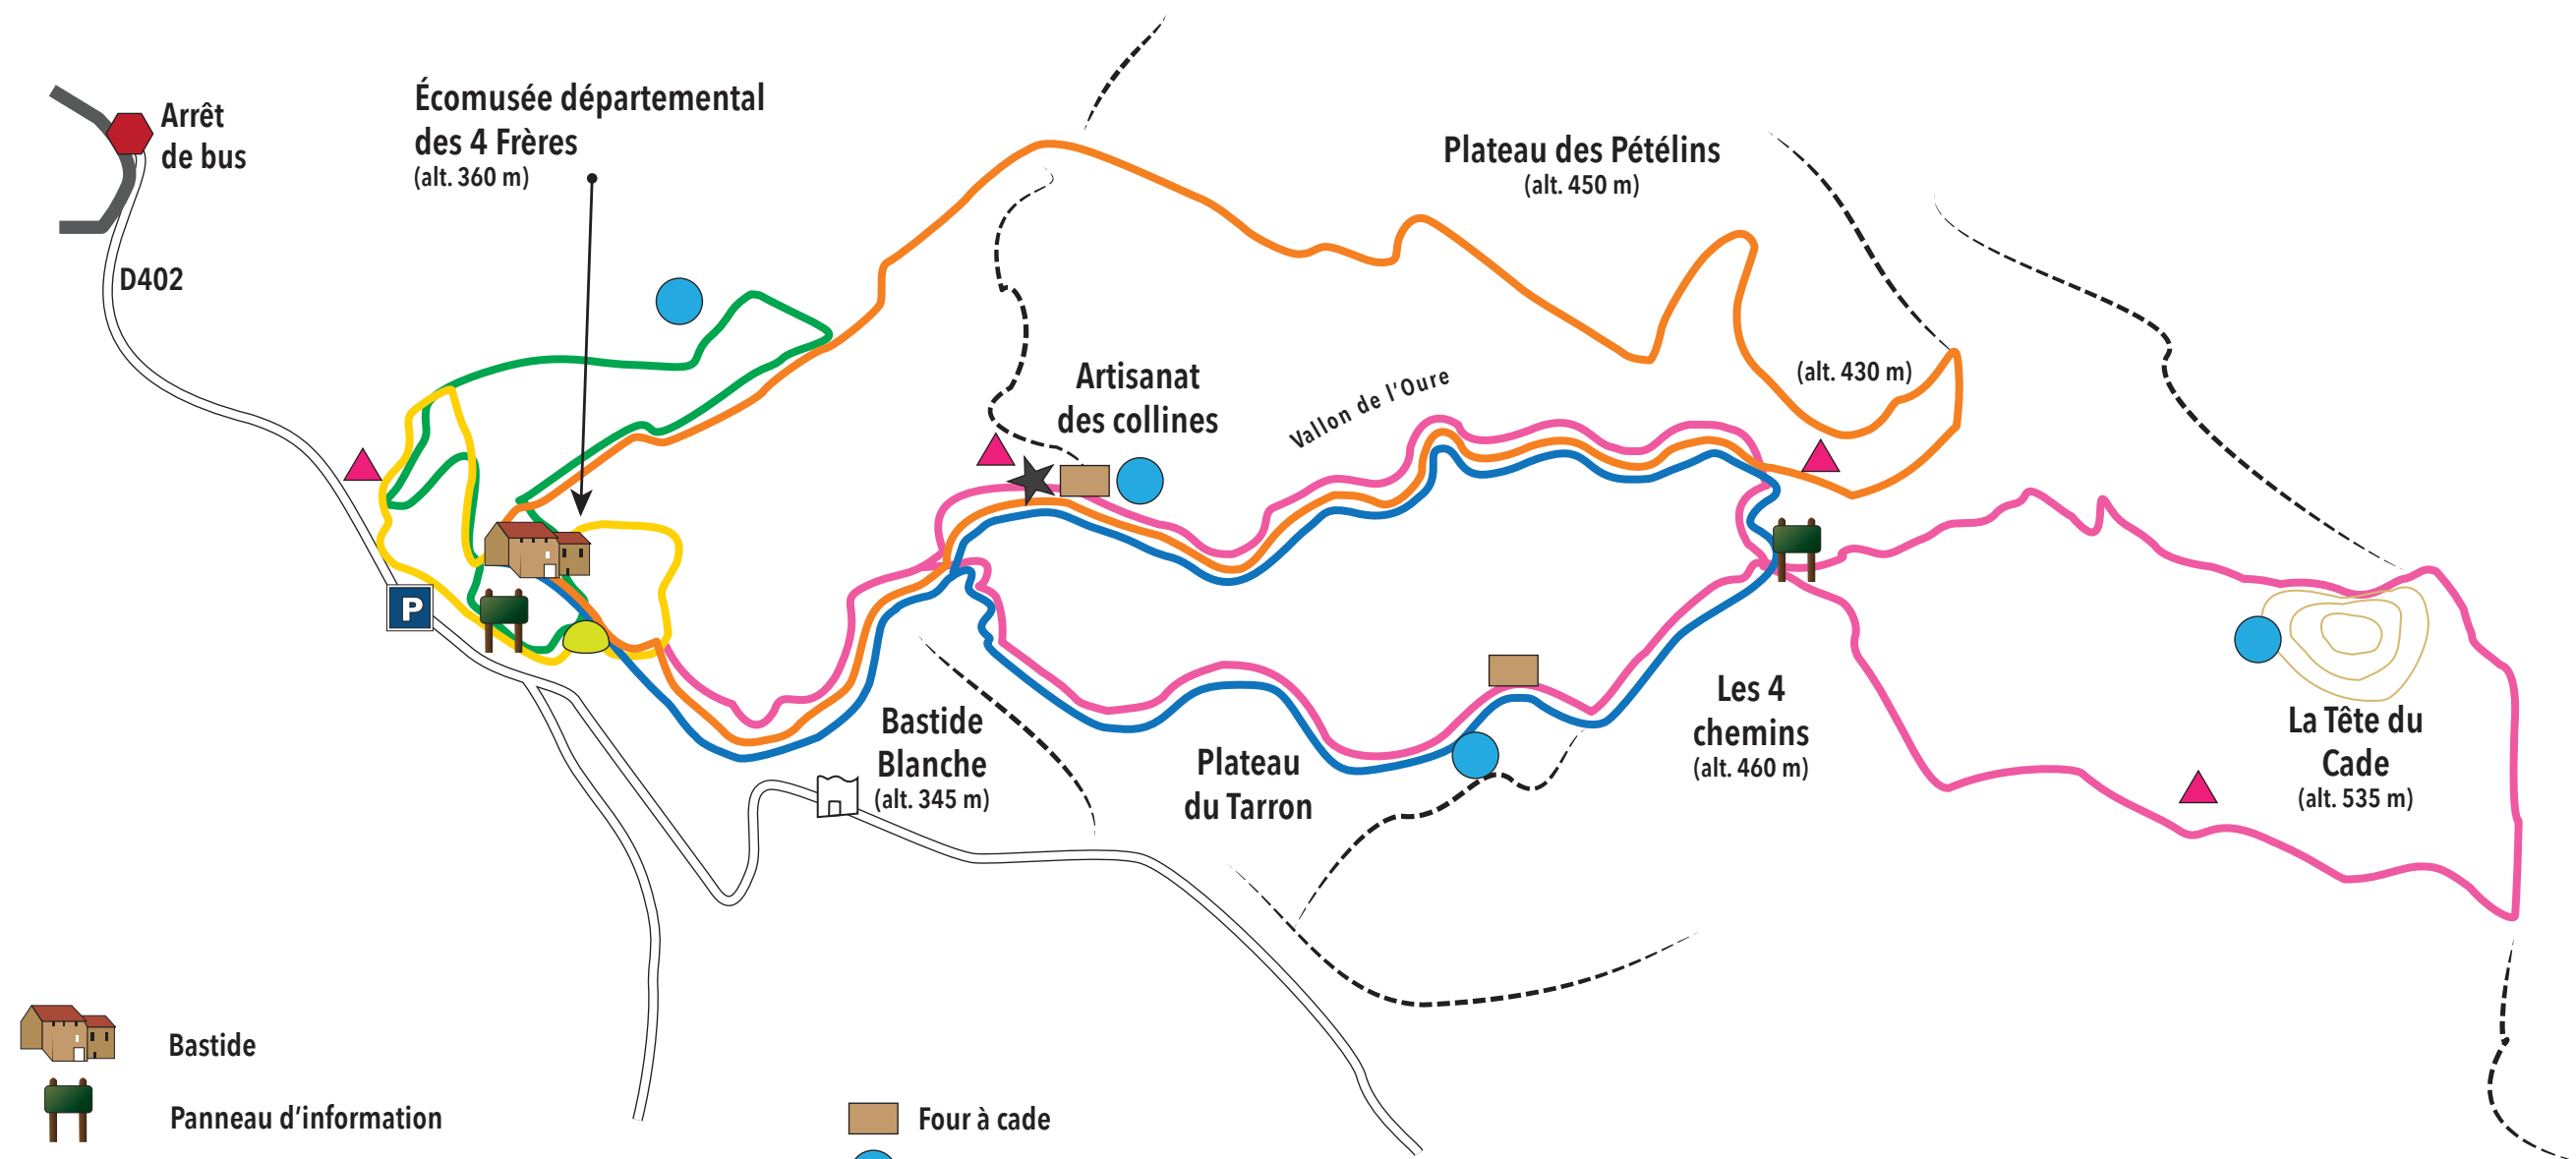 Arrêt
de bus
D402
Écomusée départemental
des 4 Frères
(alt. 360 m)
Plateau des Pételins
(alt. 450 m)
(alt. 430 m)
Artisanat
des collines
Vallon de l'Oure
P
Bastide
Blanche
(alt. 345 m)
Plateau
du Tarron
Les 4
chemins
(alt. 460 m)
La Tête du
Cade
(alt. 535 m)
Bastide
Panneau d'information
Four à cade